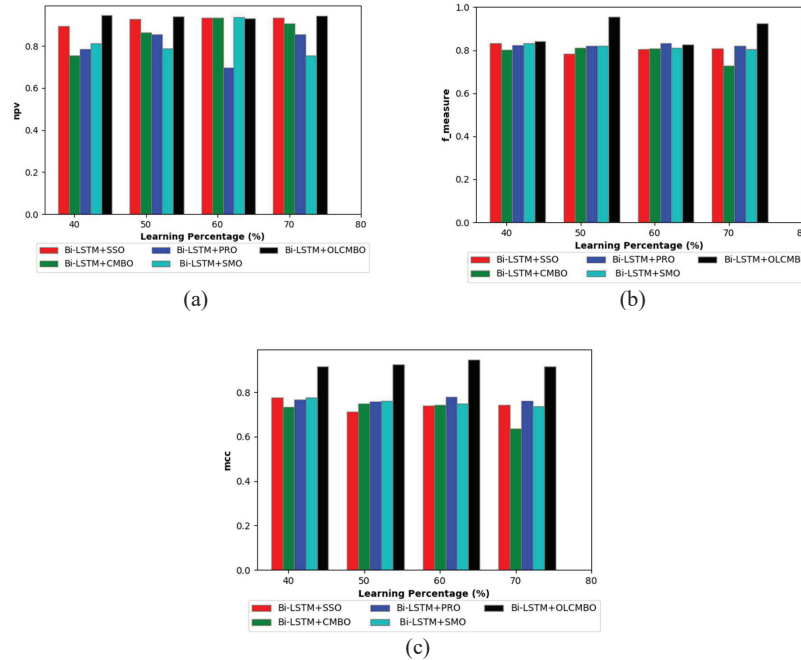 0.8
0.6
0.4
0.2
0.0
npv
40 50 60 70 80
Learning Percentage (%)
Bi-LSTM+SSO Bi-LSTM+PRO Bi-LSTM+OLCMBO
Bi-LSTM+CMBO Bi-LSTM+SMO
(a)
1.0
0.8
0.6
0.4
0.2
0.0
f_measure
40 50 60 70 8
Learning Percentage (%)
Bi-LSTM+SSO Bi-LSTM+PRO Bi-LSTM+OLCMB
Bi-LSTM+CMBO Bi-LSTM+SMO
(b)
0.8
0.6
0.4
0.2
0.0
mcc
40 50 60 70 80
Learning Percentage (%)
Bi-LSTM+SSO Bi-LSTM+PRO Bi-LSTM+OLCMBO
Bi-LSTM+CMBO Bi-LSTM+SMO
(c)